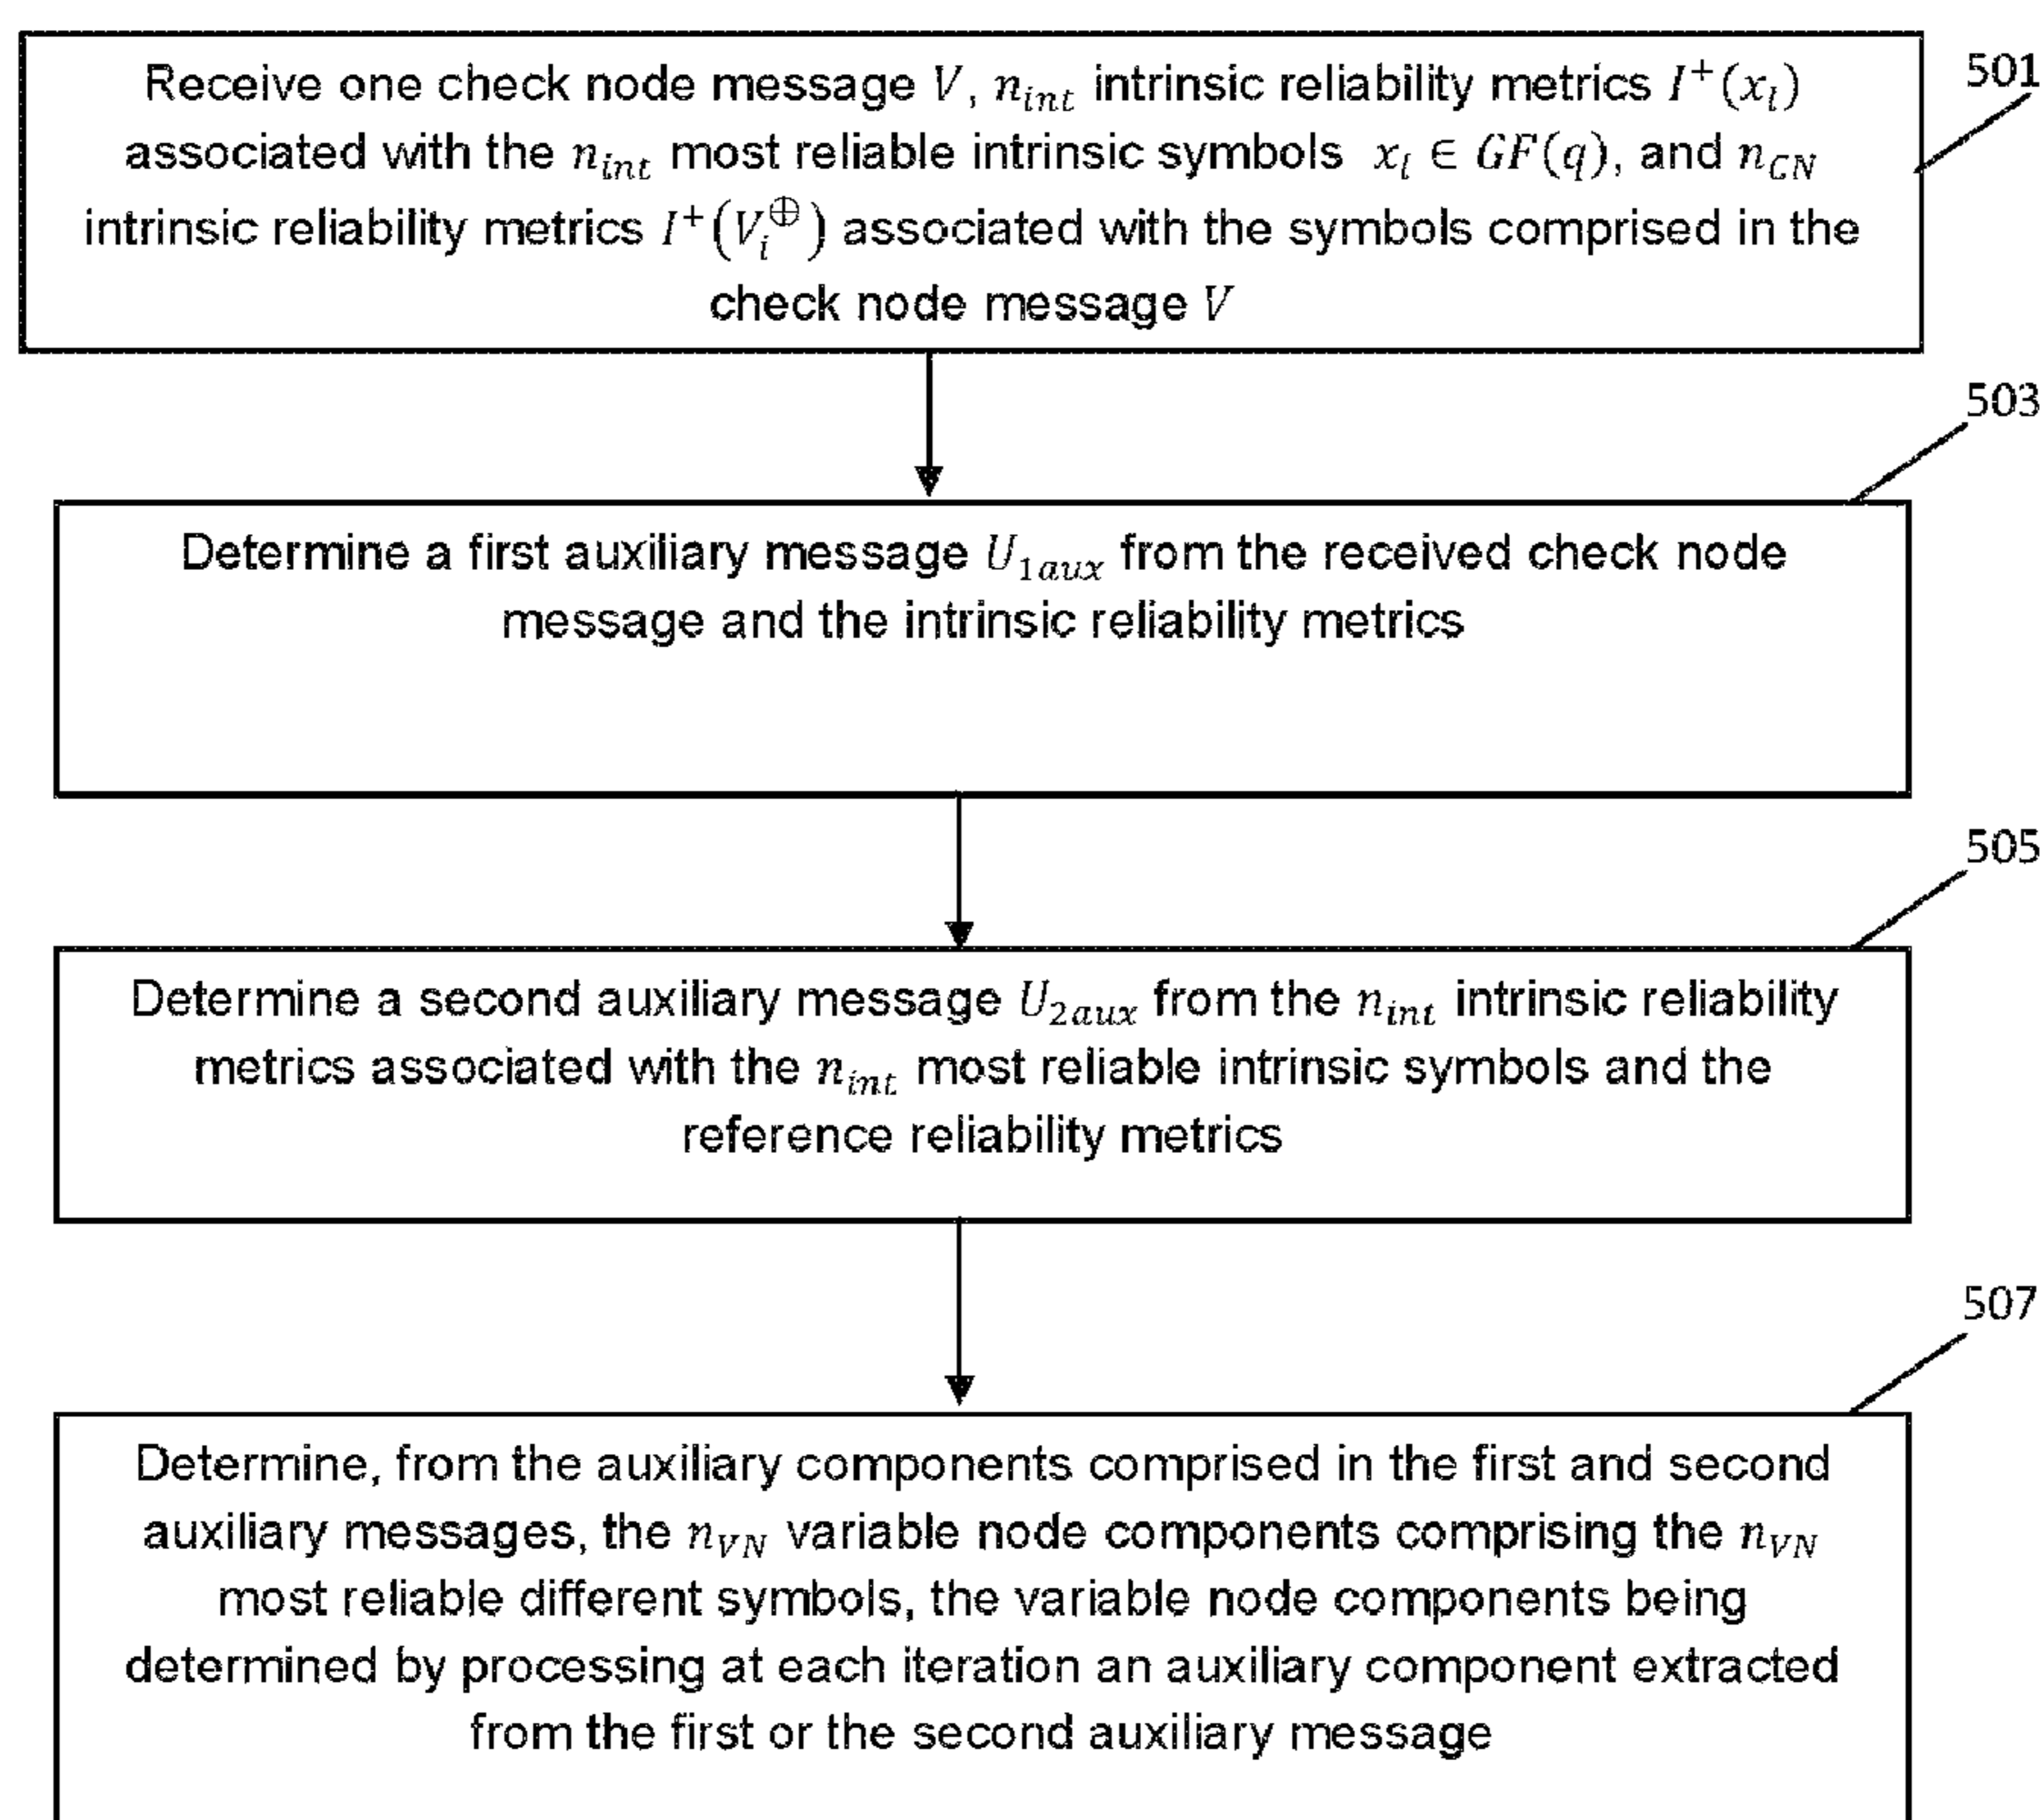 Receive one check node message V, n_int intrinsic reliability metrics I⁺(x_l)
501
associated with the n_int most reliable intrinsic symbols x_l ∈ GF(q), and n_CN
intrinsic reliability metrics I⁺(V_i^⊕) associated with the symbols comprised in the
check node message V
503
Determine a first auxiliary message U_1aux from the received check node
message and the intrinsic reliability metrics
505
Determine a second auxiliary message U_2aux from the n_int intrinsic reliability
metrics associated with the n_int most reliable intrinsic symbols and the
reference reliability metrics
507
Determine, from the auxiliary components comprised in the first and second
auxiliary messages, the n_VN variable node components comprising the n_VN
most reliable different symbols, the variable node components being
determined by processing at each iteration an auxiliary component extracted
from the first or the second auxiliary message